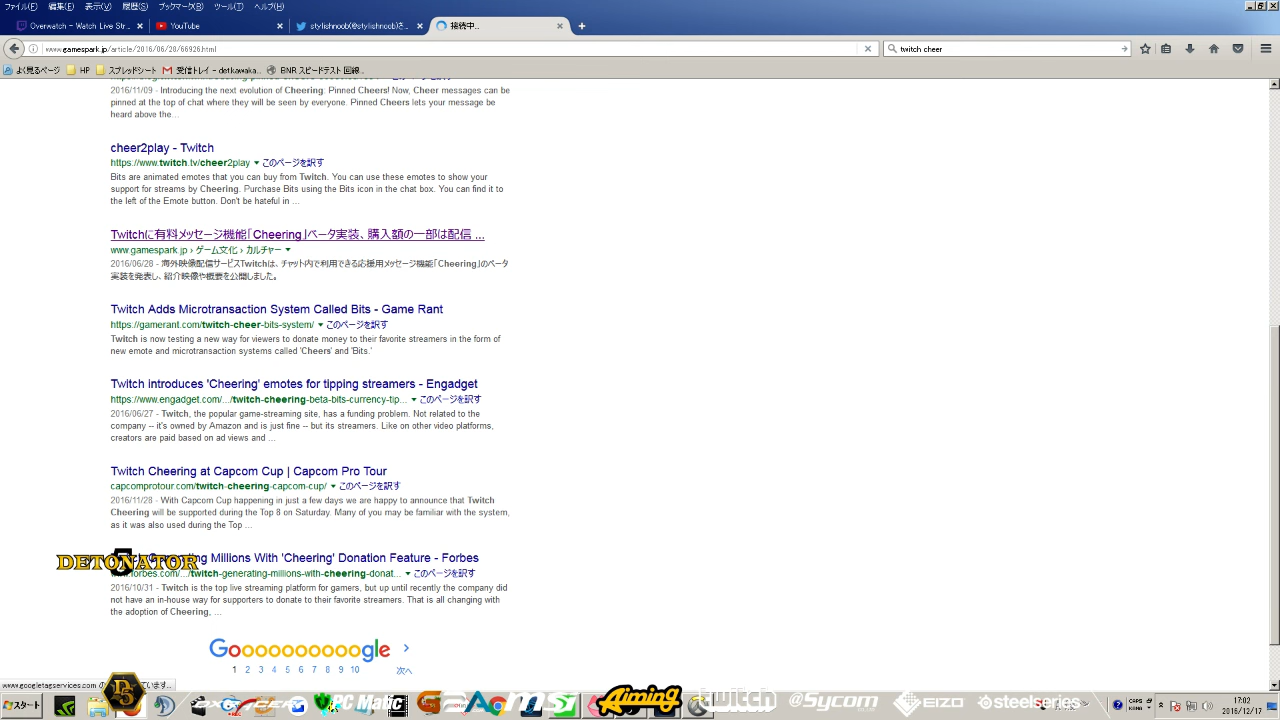 ファイル(F) 編集(E) 表示(V) 履歴(S) ブックマーク(B) ツール(T) ヘルプ(H)
Overwatch - Watch Live Str... YouTube stylishnoob(@stylishnoob)さ... 接続中...
www.gamespark.jp/article/2016/06/28/66926.html twitch cheer
よく見るページ HP スプレッドシート 受信トレイ - detkawaka... BNR スピードテスト 回線...
2016/11/09 - Introducing the next evolution of Cheering: Pinned Cheers! Now, Cheer messages can be
pinned at the top of chat where they will be seen by everyone. Pinned Cheers lets your message be
heard above the ...
cheer2play - Twitch
https://www.twitch.tv/cheer2play このページを訳す
Bits are animated emotes that you can buy from Twitch. You can use these emotes to show your
support for streams by Cheering. Purchase Bits using the Bits icon in the chat box. You can find it to
the left of the Emote button. Don't be hateful in ...
Twitchに有料メッセージ機能「Cheering」ベータ実装、購入額の一部は配信 ...
www.gamespark.jp › ゲーム文化 › カルチャー
2016/06/28 - 海外映像配信サービスTwitchは、チャット内で利用できる応援用メッセージ機能「Cheering」のベータ
実装を発表し、紹介映像や概要を公開しました。
Twitch Adds Microtransaction System Called Bits - Game Rant
https://gamerant.com/twitch-cheer-bits-system/ このページを訳す
Twitch is now testing a new way for viewers to donate money to their favorite streamers in the form of
new emote and microtransaction systems called 'Cheers' and 'Bits.'
Twitch introduces 'Cheering' emotes for tipping streamers - Engadget
https://www.engadget.com/.../twitch-cheering-beta-bits-currency-tip... このページを訳す
2016/06/27 - Twitch, the popular game-streaming site, has a funding problem. Not related to the
company -- it's owned by Amazon and is just fine -- but its streamers. Like on other video platforms,
creators are paid based on ad views and ...
Twitch Cheering at Capcom Cup | Capcom Pro Tour
capcomprotour.com/twitch-cheering-capcom-cup/ このページを訳す
2016/11/28 - With Capcom Cup happening in just a few days we are happy to announce that Twitch
Cheering will be supported during the Top 8 on Saturday. Many of you may be familiar with the system,
as it was also used during the Top ...
DETONATOR Millions With 'Cheering' Donation Feature - Forbes
www.forbes.com/.../twitch-generating-millions-with-cheering-donat... このページを訳す
2016/10/31 - Twitch is the top live streaming platform for gamers, but up until recently the company did
not have an in-house way for supporters to donate to their favorite streamers. That is all changing with
the adoption of Cheering, ...
Goooooooooogle
1 2 3 4 5 6 7 8 9 10 次へ
PC Matic msi Aiming twitch @Sycom EIZO steelseries
17:02